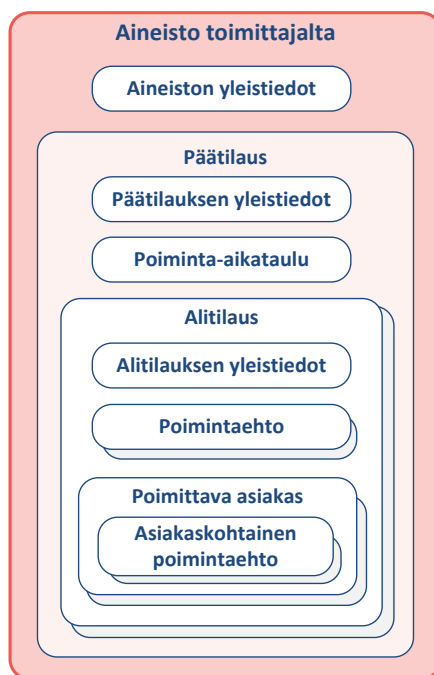 Aineisto toimittajalta
Aineiston yleistiedot
Päätilaus
Päätilauksen yleistiedot
Poiminta-aikataulu
Alitilaus
Alitilauksen yleistiedot
Poimintaehto
Poimittava asiakas
Asiakaskohtainen
poimintaehto